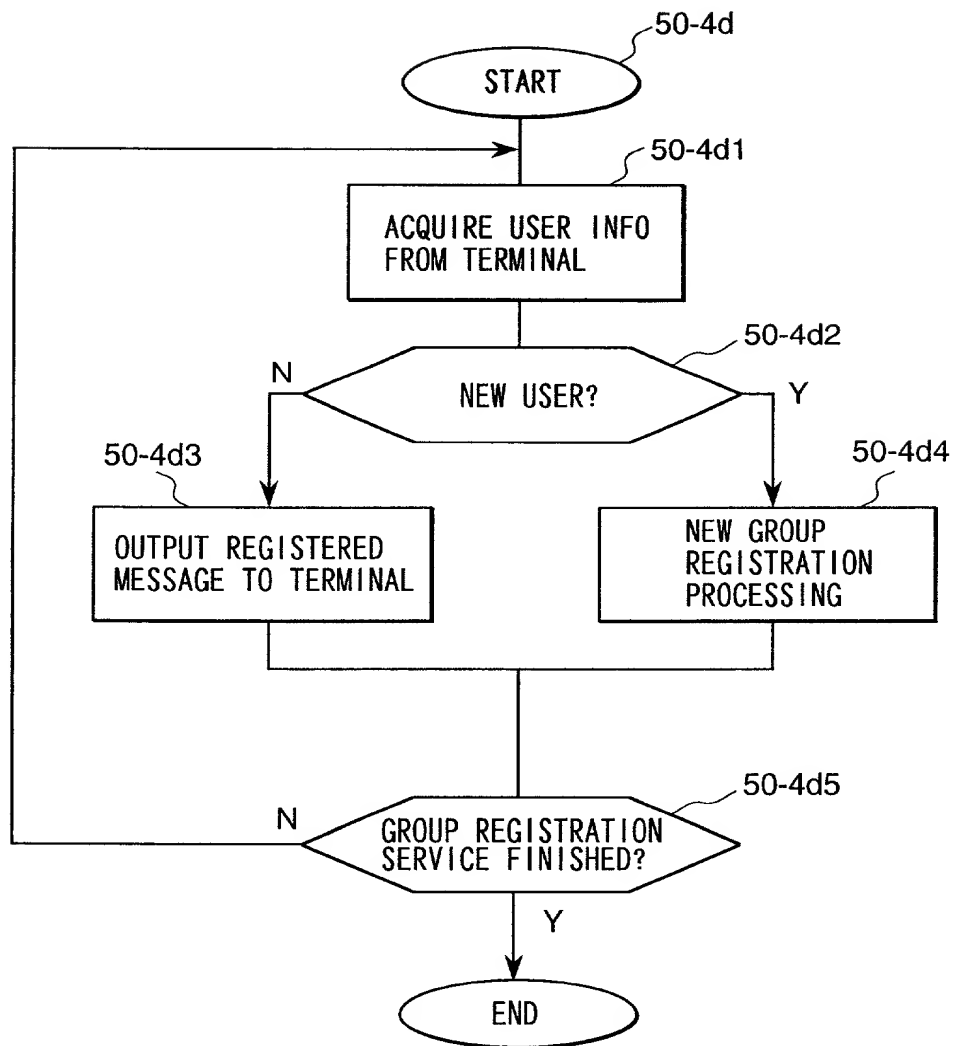 50-4d
START
50-4d1
ACQUIRE USER INFO
FROM TERMINAL
50-4d2
N
NEW USER?
Y
50-4d3
50-4d4
OUTPUT REGISTERED
MESSAGE TO TERMINAL
NEW GROUP
REGISTRATION
PROCESSING
50-4d5
N
GROUP REGISTRATION
SERVICE FINISHED?
Y
END